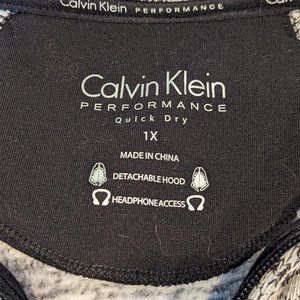 Calvin Klein
PERFORMANCE
Calvin Klein
PERFORMANCE
Quick Dry
1X
MADE IN CHINA
DETACHABLE HOOD
HEADPHONE ACCESS